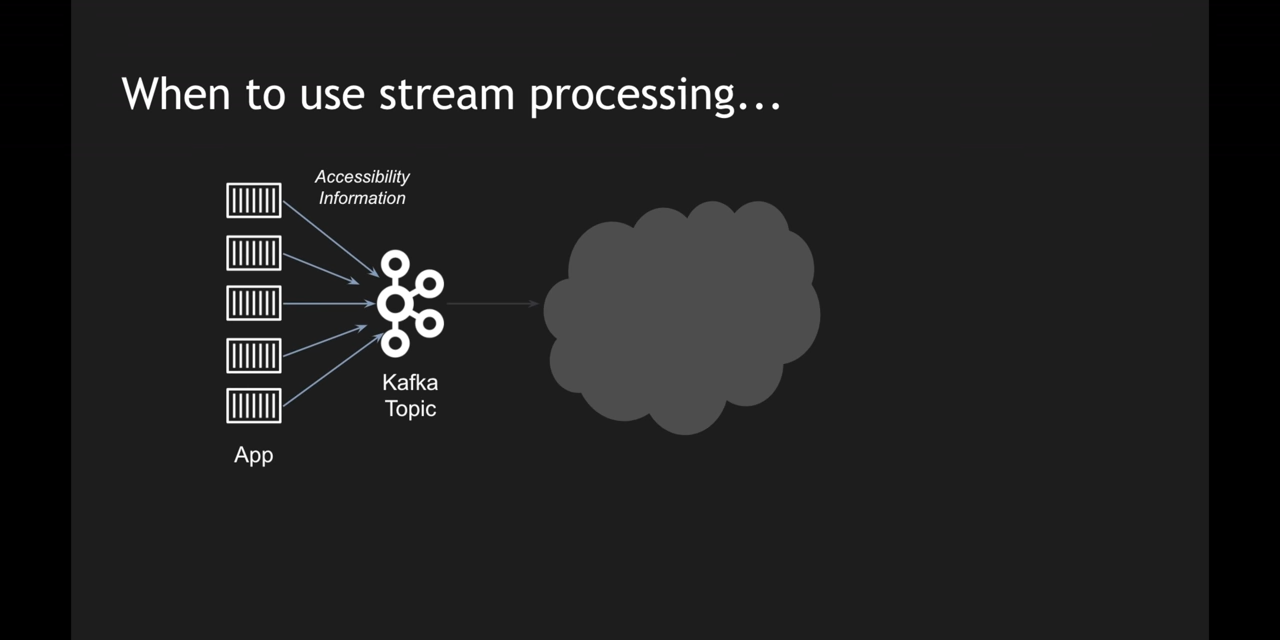 When to use stream processing...
Accessibility
Information
Kafka
Topic
App